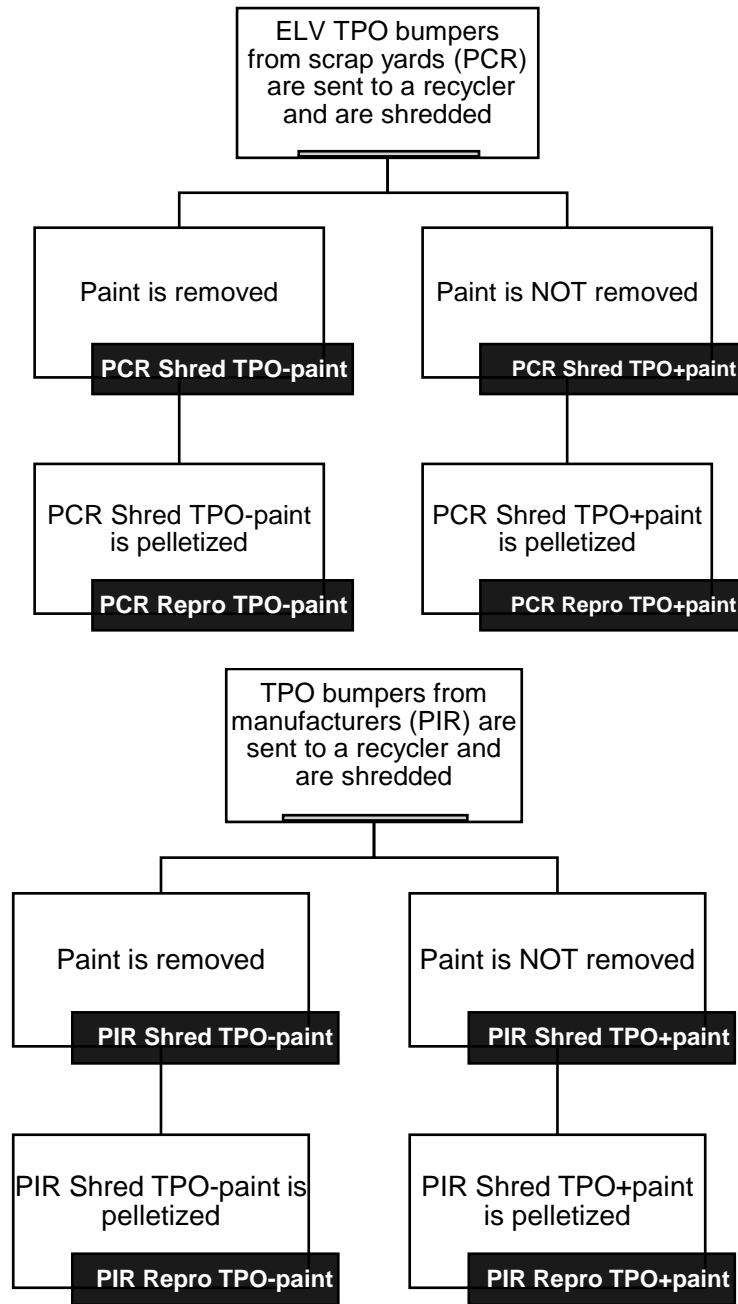 ELV TPO bumpers
from scrap yards (PCR)
are sent to a recycler
and are shredded
Paint is removed
PCR Shred TPO-paint
Paint is NOT removed
PCR Shred TPO+paint
PCR Shred TPO-paint
is pelletized
PCR Repro TPO-paint
PCR Shred TPO+paint
is pelletized
PCR Repro TPO+paint
TPO bumpers from
manufacturers (PIR) are
sent to a recycler and
are shredded
Paint is removed
PIR Shred TPO-paint
Paint is NOT removed
PIR Shred TPO+paint
PIR Shred TPO-paint is
pelletized
PIR Repro TPO-paint
PIR Shred TPO+paint
is pelletized
PIR Repro TPO+paint